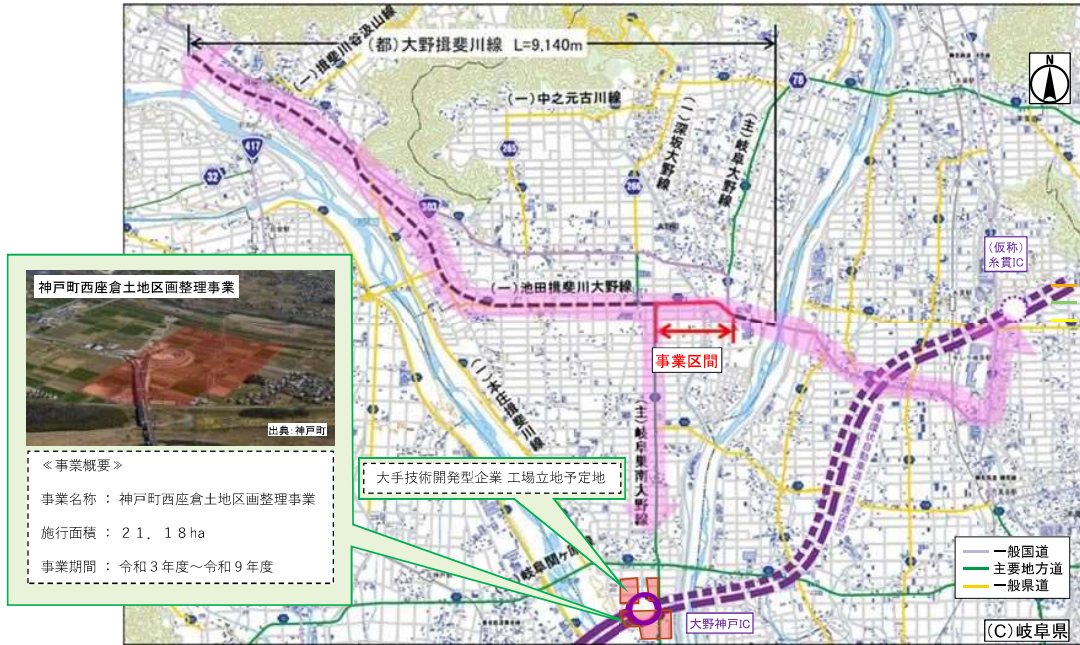 (都)大野揖斐川線 L=9,140m
(一)揖斐川谷汲山線
(一)中之元古川線
(一)深坂大野線
(主)岐阜大野線
N
78
417
32
265
266
303
(仮称)
糸貫IC
神戸町西座倉土地区画整理事業
出典:神戸町
(一)池田揖斐川大野線
事業区間
(一)本庄揖斐川線
(主)岐阜巣南大野線
≪事業概要≫
事業名称 : 神戸町西座倉土地区画整理事業
施行面積 : 21.18ha
事業期間 : 令和3年度~令和9年度
大手技術開発型企業 工場立地予定地
(主)岐阜関ヶ原線
大野神戸IC
一般国道
主要地方道
一般県道
(C)岐阜県